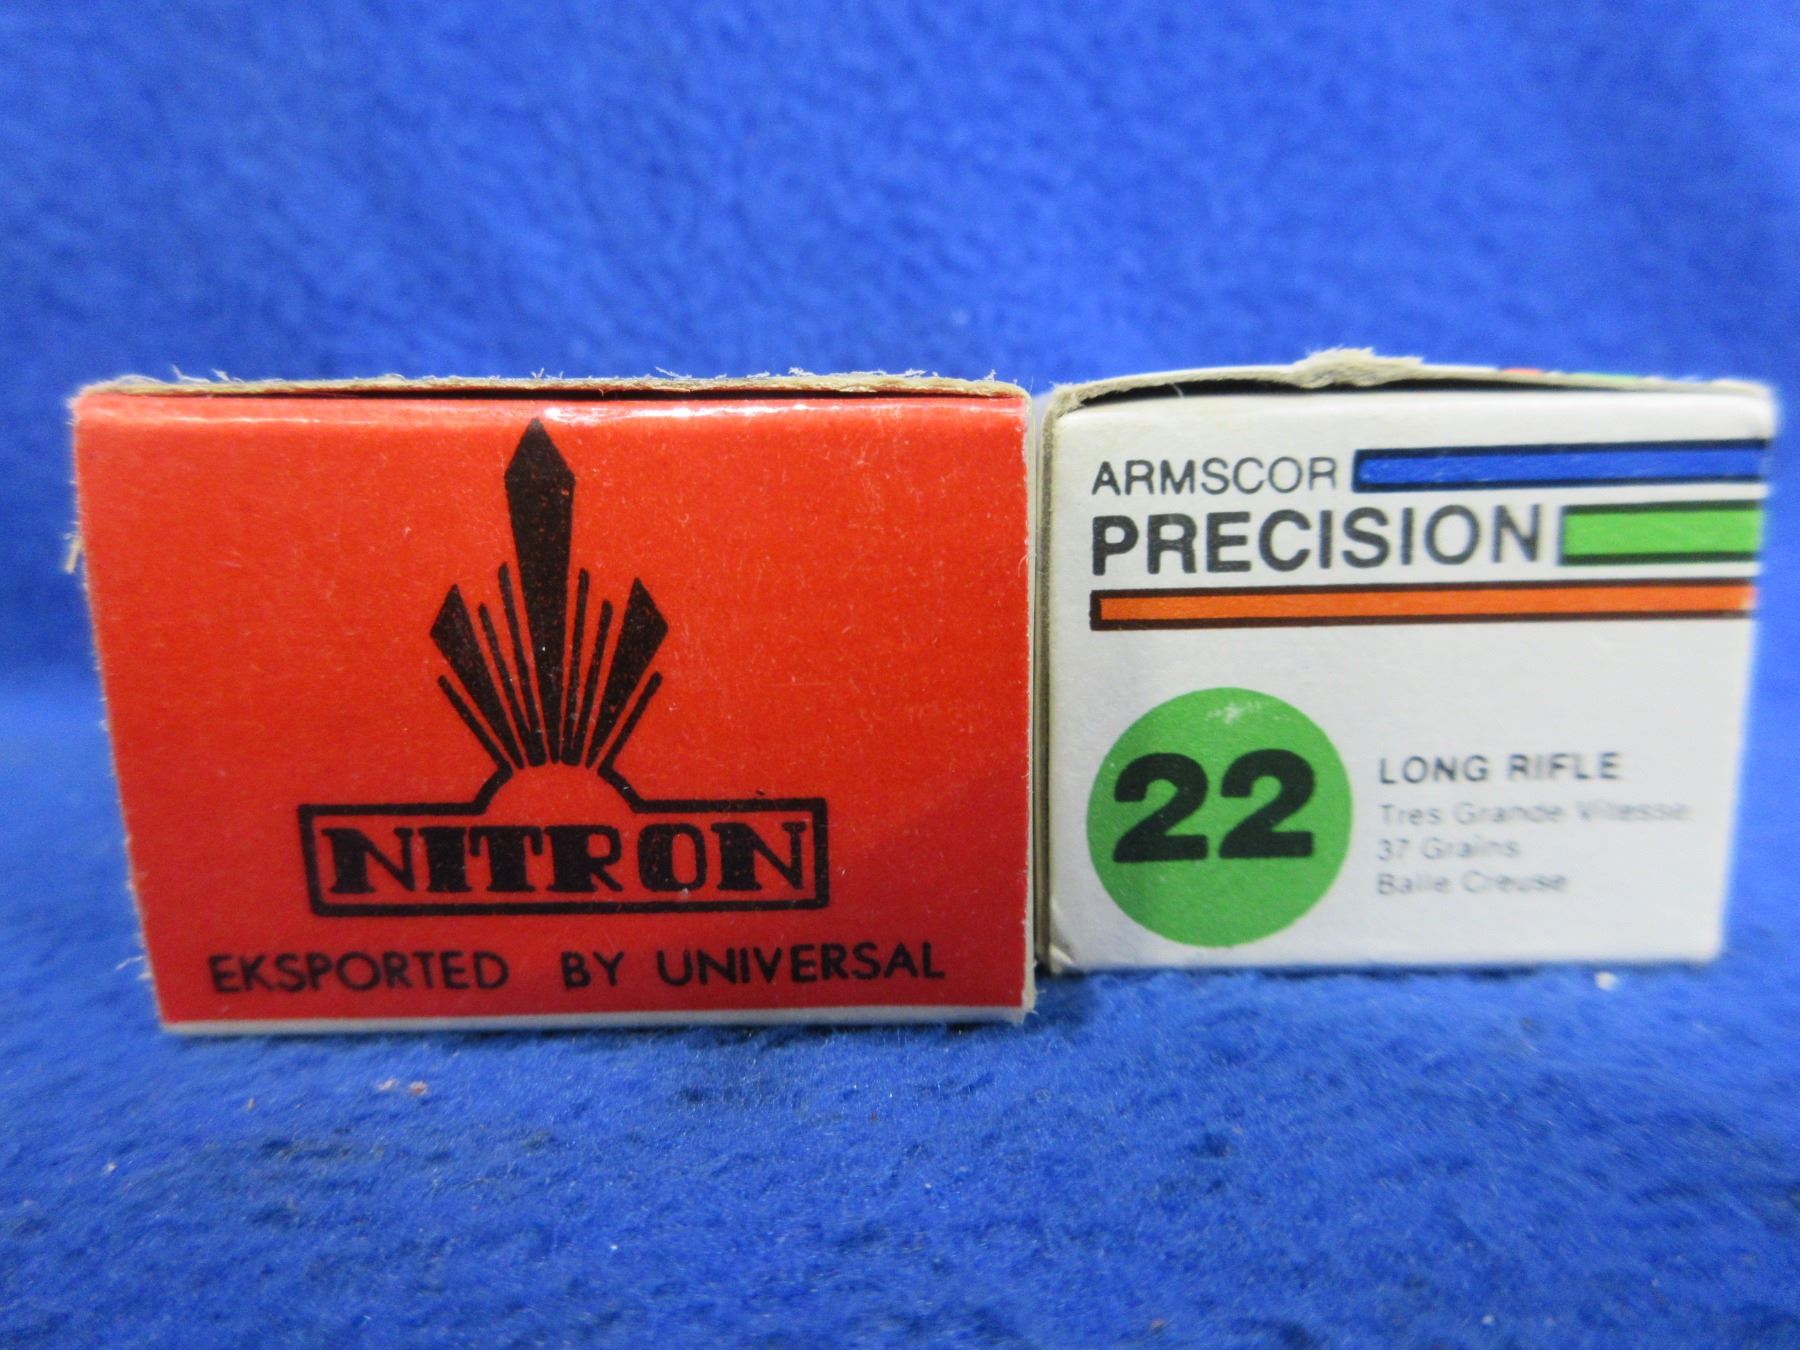 NITRON
EKSPORTED BY UNIVERSAL
ARMSCOR
PRECISION
22
LONG RIFLE
Tres Grande Vitesse
37 Grains
Balle Creuse